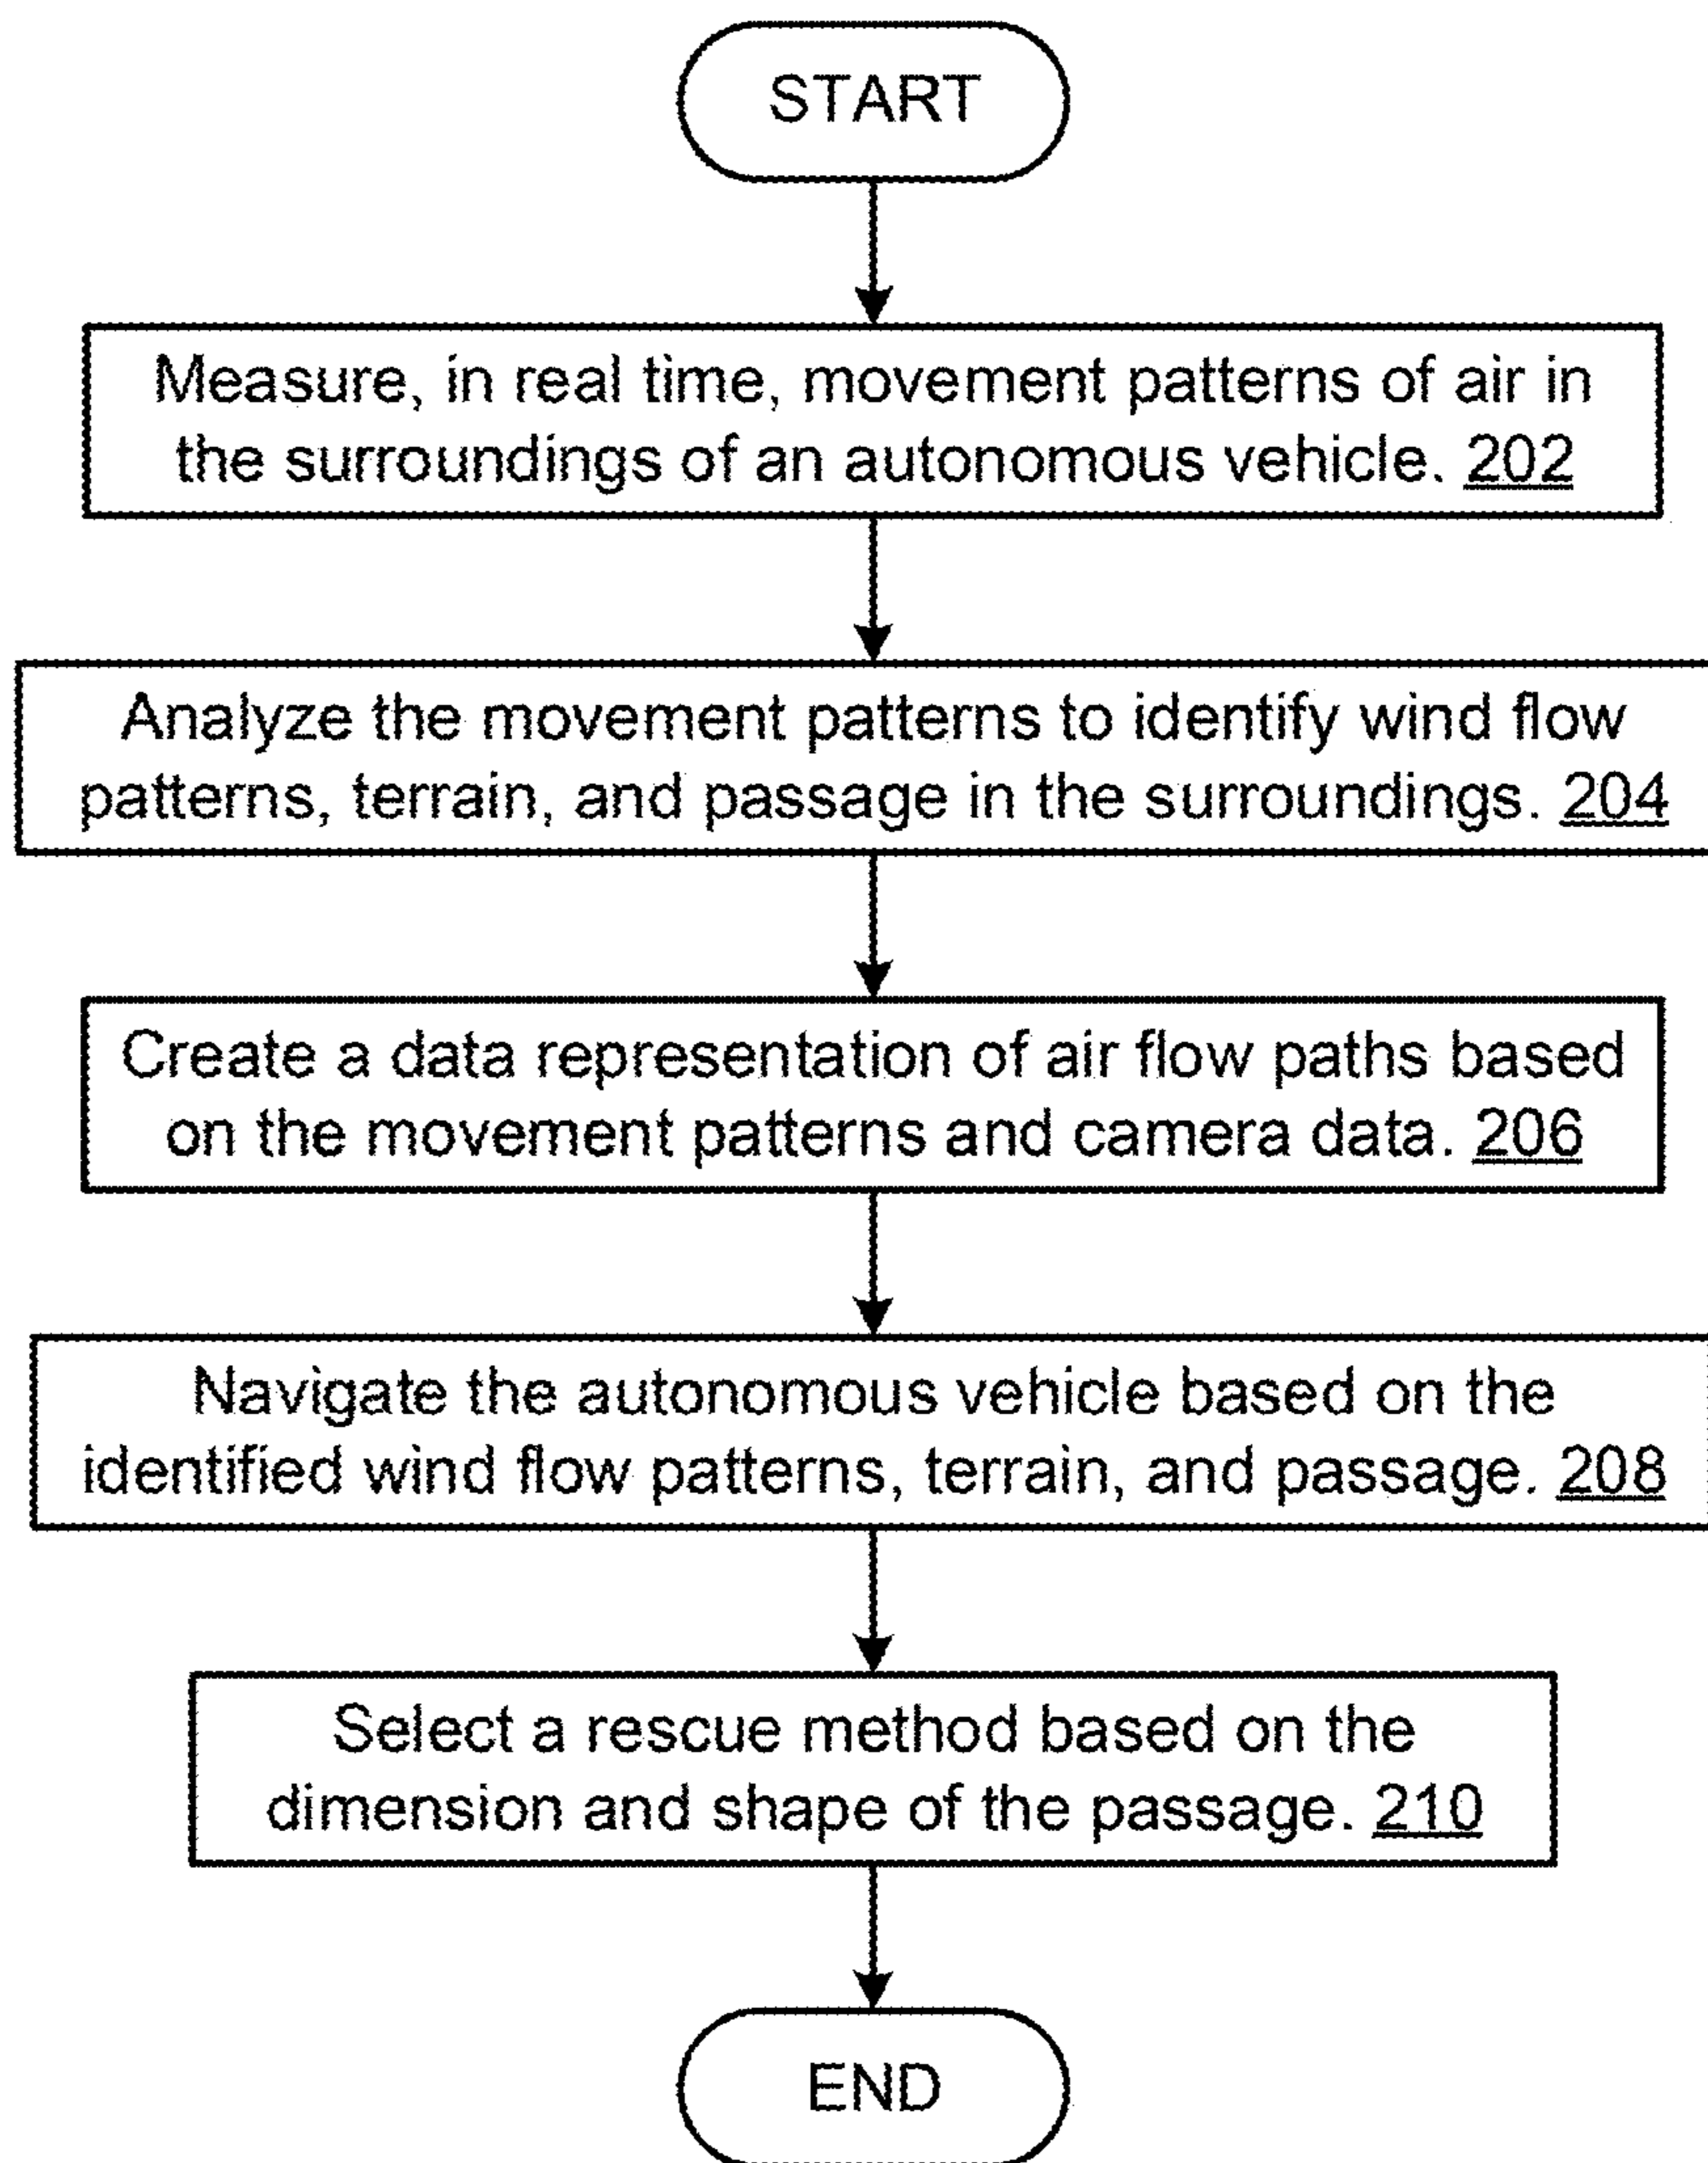 START
Measure, in real time, movement patterns of air in
the surroundings of an autonomous vehicle. 202
Analyze the movement patterns to identify wind flow
patterns, terrain, and passage in the surroundings. 204
Create a data representation of air flow paths based
on the movement patterns and camera data. 206
Navigate the autonomous vehicle based on the
identified wind flow patterns, terrain, and passage. 208
Select a rescue method based on the
dimension and shape of the passage. 210
END